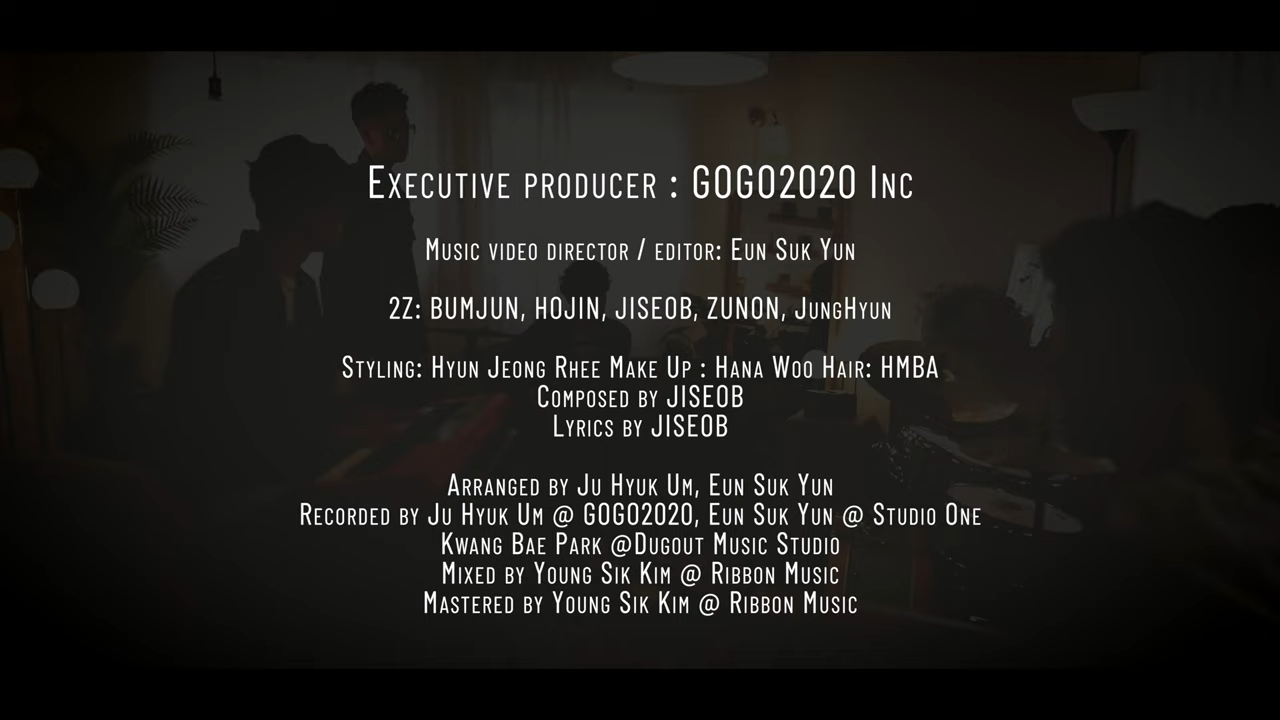 Executive producer : GOGO2020 Inc
Music video director / editor: Eun Suk Yun
2Z: BUMJUN, HOJIN, JISEOB, ZUNON, JungHyun
Styling: Hyun Jeong Rhee Make Up : Hana Woo Hair: HMBA
Composed by JISEOB
Lyrics by JISEOB
Arranged by Ju Hyuk Um, Eun Suk Yun
Recorded by Ju Hyuk Um @ GOGO2020, Eun Suk Yun @ Studio One
Kwang Bae Park @Dugout Music Studio
Mixed by Young Sik Kim @ Ribbon Music
Mastered by Young Sik Kim @ Ribbon Music